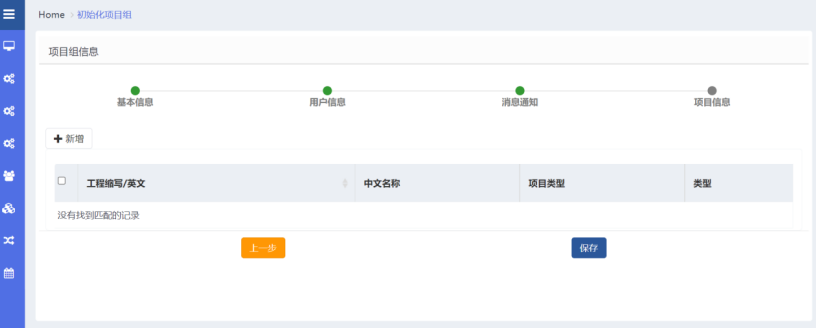 Home > 初始化项目组
项目组信息
基本信息 用户信息 消息通知 项目信息
+ 新增
工程缩写/英文 中文名称 项目类型 类型
没有找到匹配的记录
上一步 保存